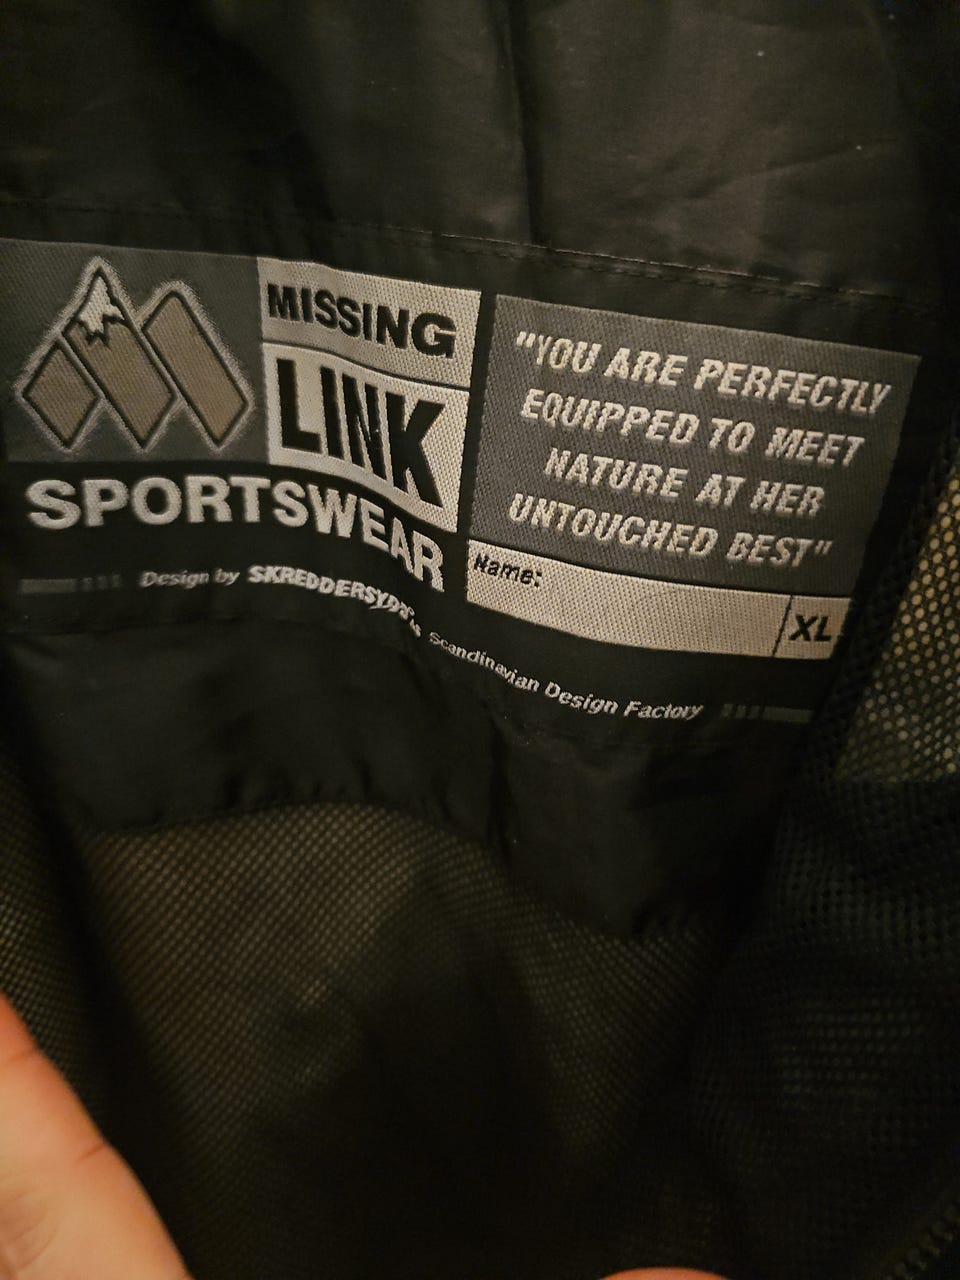 MISSING
LINK
SPORTSWEAR
"YOU ARE PERFECTLY
EQUIPPED TO MEET
NATURE AT HER
UNTOUCHED BEST"
Name:
XL
Design by SKREDDERSYDD as Scandinavian Design Factory